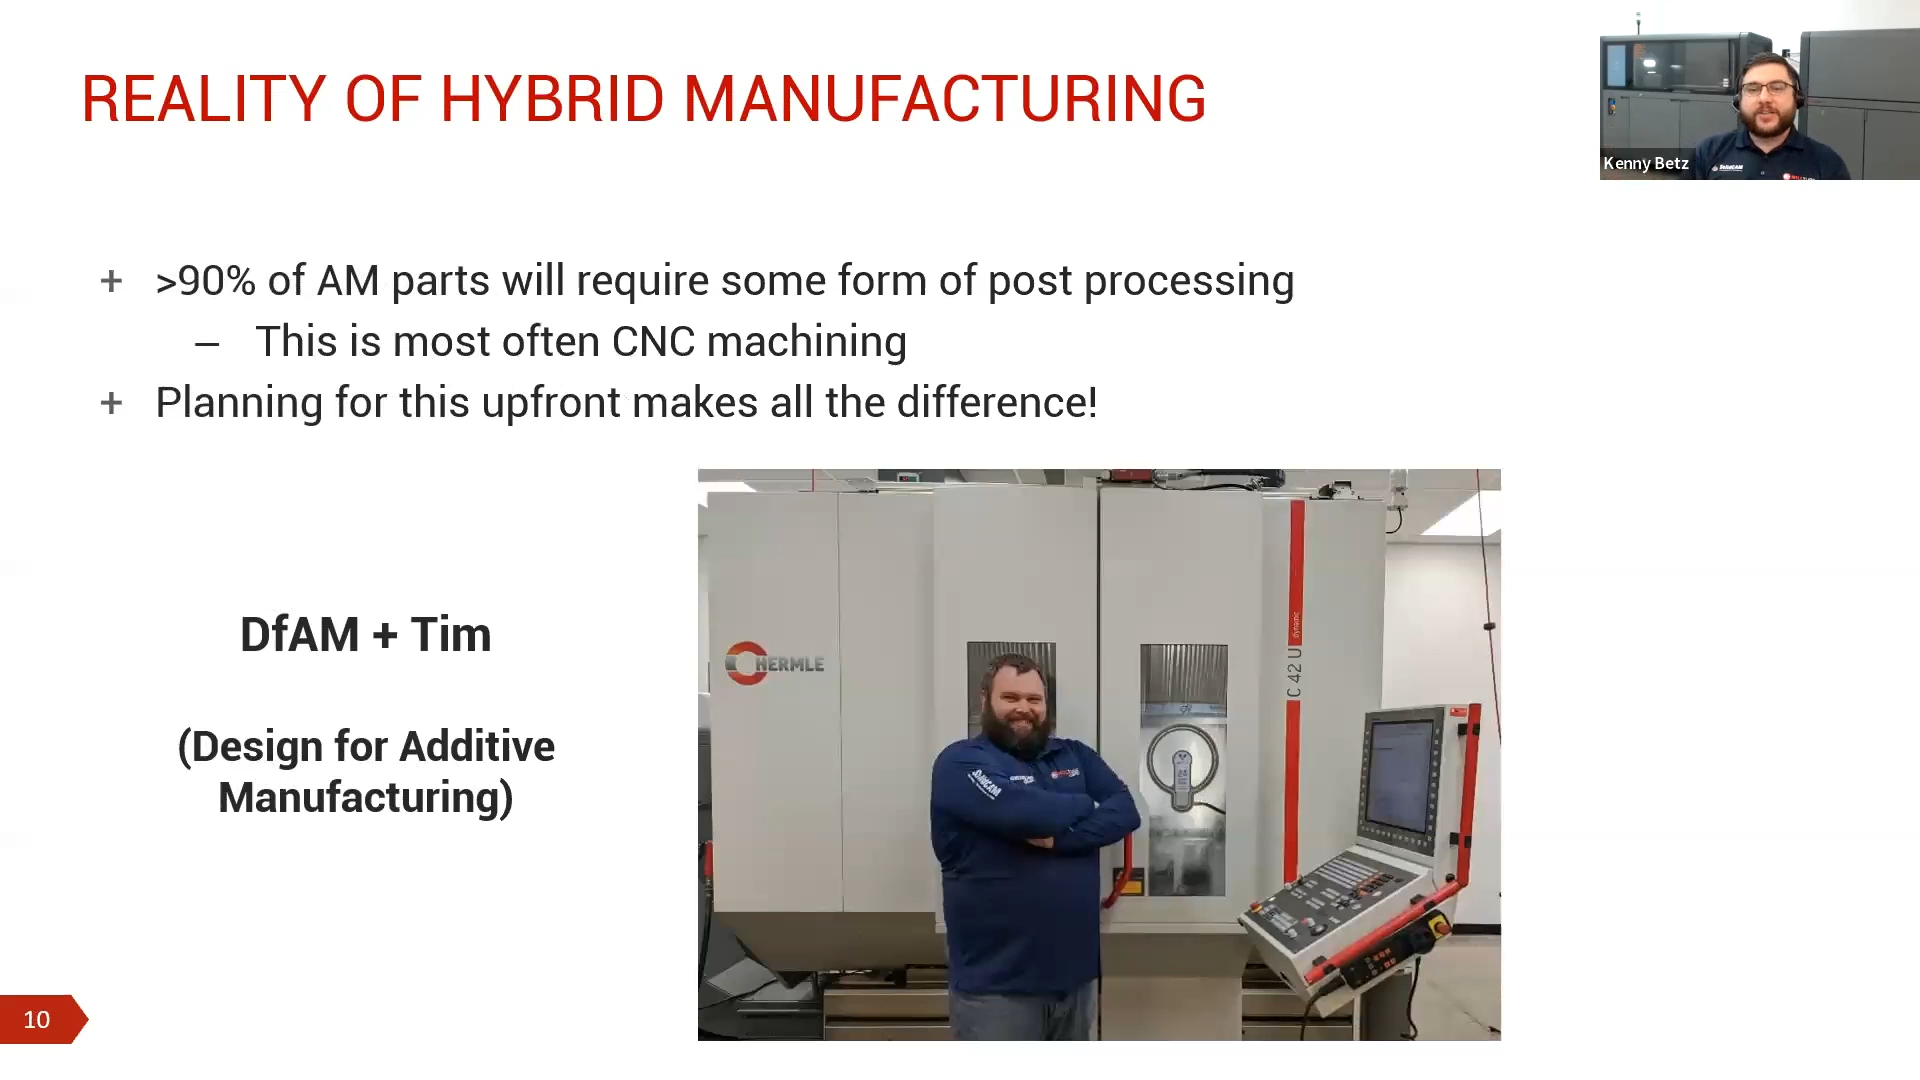 REALITY OF HYBRID MANUFACTURING
Kenny Betz
+ >90% of AM parts will require some form of post processing
– This is most often CNC machining
+ Planning for this upfront makes all the difference!
DfAM + Tim
(Design for Additive
Manufacturing)
HERMLE
dynamic
C 42 U
10